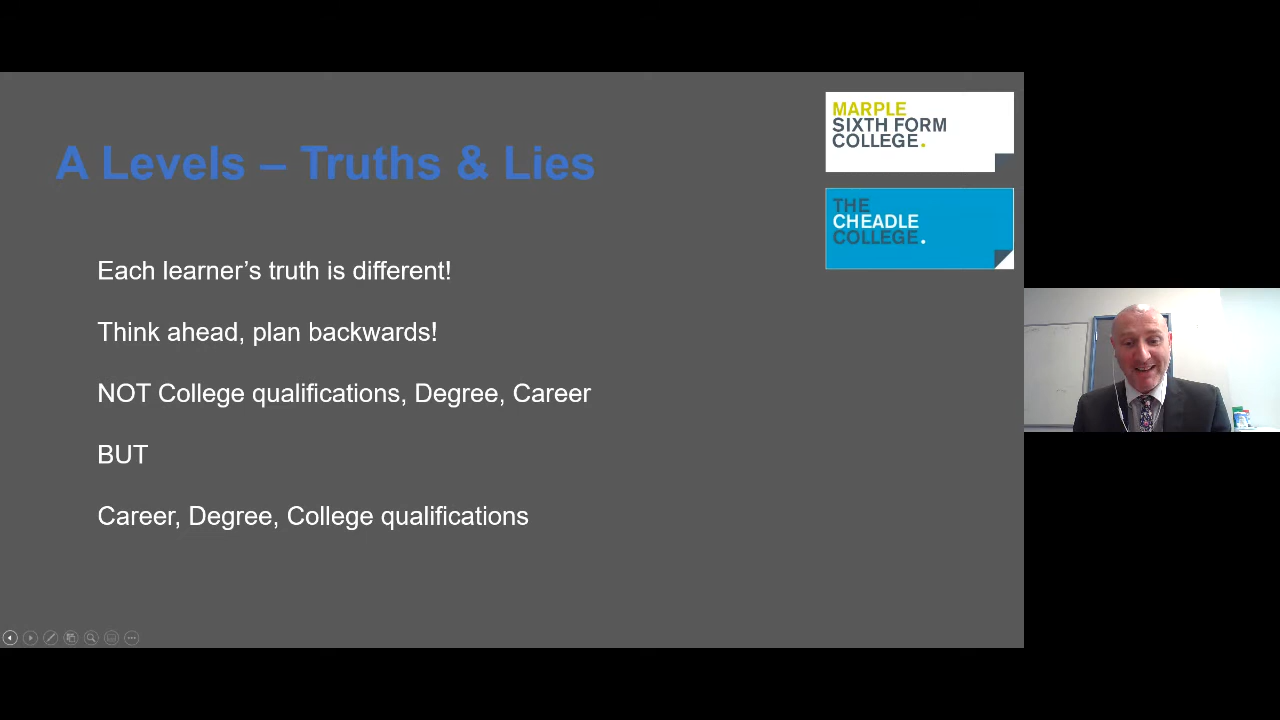 A Levels – Truths & Lies
MARPLE
SIXTH FORM
COLLEGE.
THE
CHEADLE
COLLEGE.
Each learner’s truth is different!
Think ahead, plan backwards!
NOT College qualifications, Degree, Career
BUT
Career, Degree, College qualifications